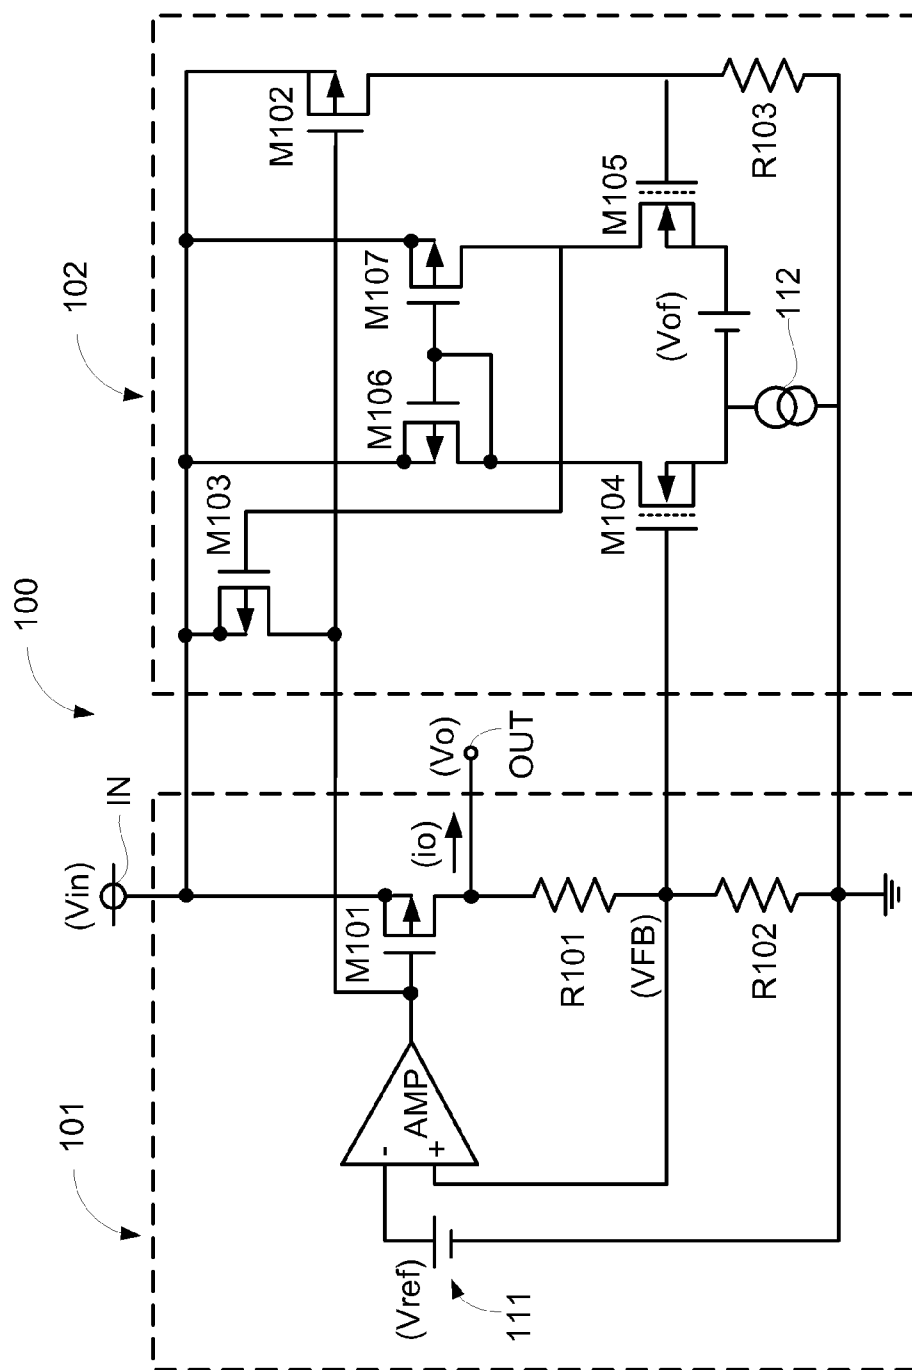 100
101
102
(Vin)
IN
M102
M103
M107
M106
M101
(io)
(Vo)
OUT
AMP
-
+
(Vref)
111
R101
(VFB)
R102
M104
M105
(Vof)
112
R103